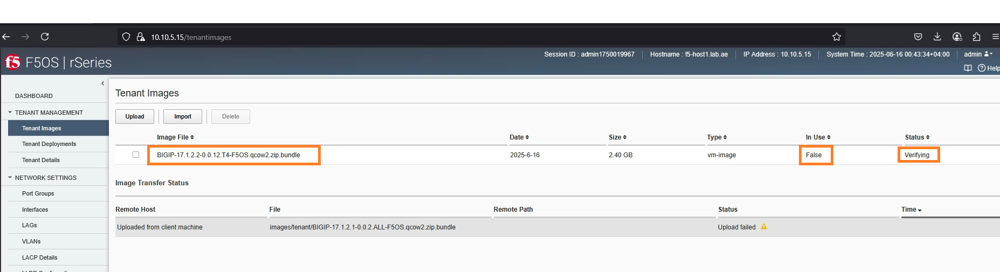 10.10.5.15/tenantimages
Session ID : admin1750019967 Hostname : f5-host1.lab.ae IP Address : 10.10.5.15 System Time : 2025-06-16 00:43:34+04:00 admin
f5 F5OS | rSeries
Help
DASHBOARD
TENANT MANAGEMENT
Tenant Images
Tenant Deployments
Tenant Details
NETWORK SETTINGS
Port Groups
Interfaces
LAGs
VLANs
LACP Details
Tenant Images
Upload Import Delete
Image File Date Size Type In Use Status
BIGIP-17.1.2.2-0.0.12.T4-F5OS.qcow2.zip.bundle 2025-6-16 2.40 GB vm-image False Verifying
Image Transfer Status
Remote Host File Remote Path Status Time
Uploaded from client machine images/tenant/BIGIP-17.1.2.1-0.0.2.ALL-F5OS.qcow2.zip.bundle Upload failed